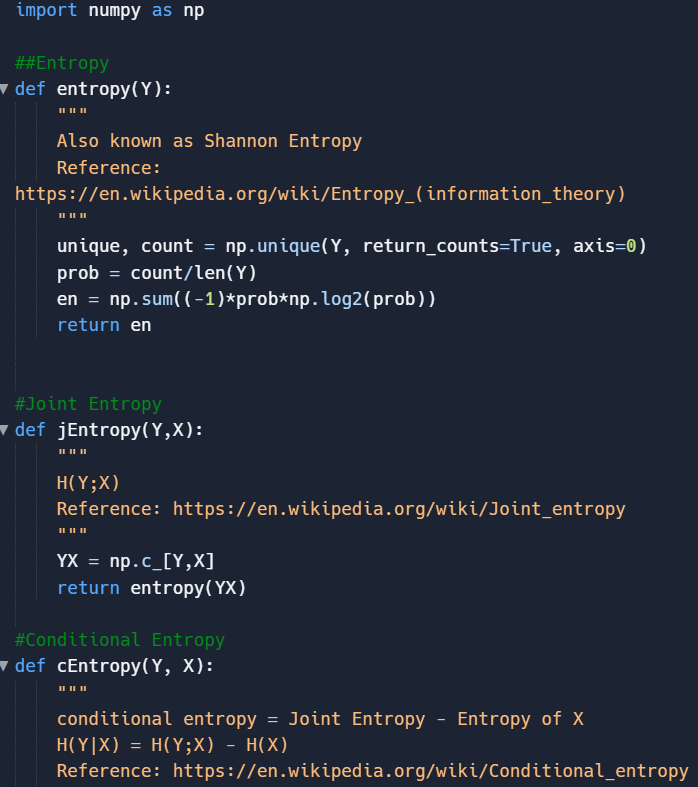 import numpy as np
##Entropy
def entropy(Y):
"""
Also known as Shannon Entropy
Reference:
https://en.wikipedia.org/wiki/Entropy_(information_theory)
"""
unique, count = np.unique(Y, return_counts=True, axis=0)
prob = count/len(Y)
en = np.sum((-1)*prob*np.log2(prob))
return en
#Joint Entropy
def jEntropy(Y,X):
"""
H(Y;X)
Reference: https://en.wikipedia.org/wiki/Joint_entropy
"""
YX = np.c_[Y,X]
return entropy(YX)
#Conditional Entropy
def cEntropy(Y, X):
"""
conditional entropy = Joint Entropy - Entropy of X
H(Y|X) = H(Y;X) - H(X)
Reference: https://en.wikipedia.org/wiki/Conditional_entropy